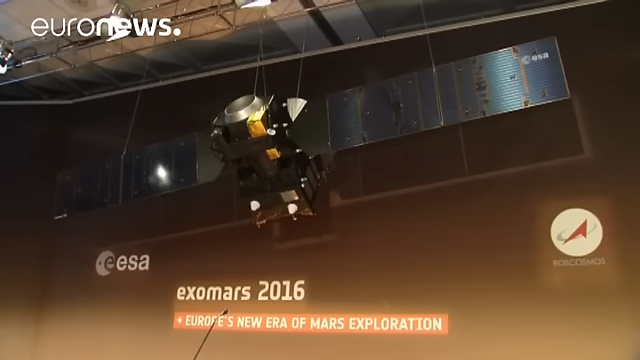 euronews.
esa
esa
exomars 2016
→ EUROPE'S NEW ERA OF MARS EXPLORATION
ROSCOSMOS